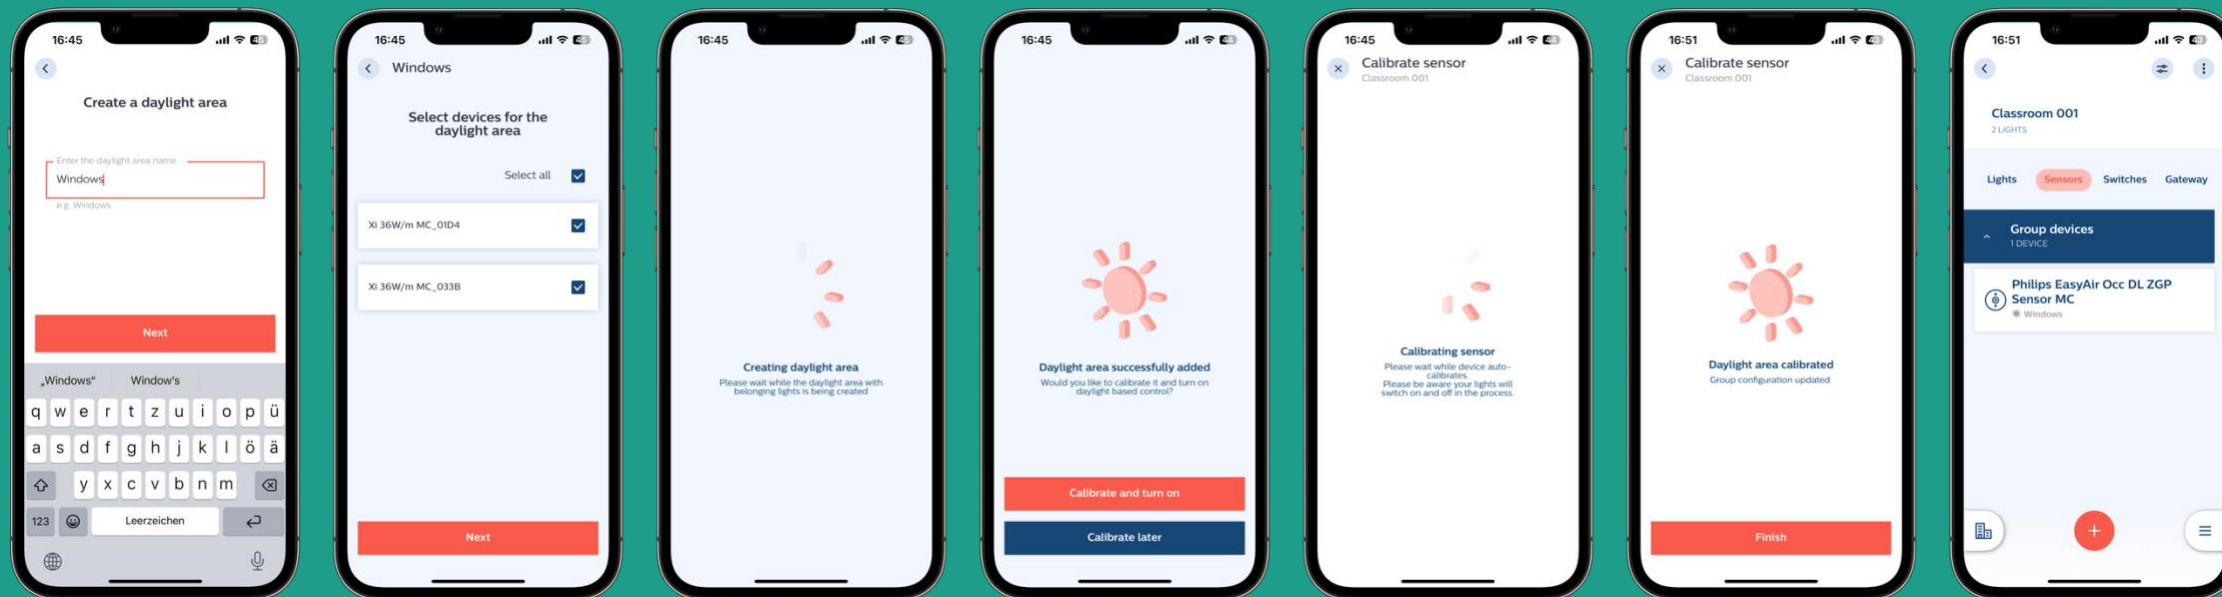 16:45
Create a daylight area
Enter the daylight area name
Windows
e.g. Windows
Next
„Windows“ Window's
q w e r t z u i o p ü
a s d f g h j k l ö ä
y x c v b n m
123 Leerzeichen
16:45
Windows
Select devices for the
daylight area
Select all
Xi 36W/m MC_01D4
Xi 36W/m MC_033B
Next
16:45
Creating daylight area
Please wait while the daylight area with
belonging lights is being created
16:45
Daylight area successfully added
Would you like to calibrate it and turn on
daylight based control?
Calibrate and turn on
Calibrate later
16:45
Calibrate sensor
Classroom 001
Calibrating sensor
Please wait while device auto-
calibrates.
Please be aware your lights will
switch on and off in the process.
16:51
Calibrate sensor
Classroom 001
Daylight area calibrated
Group configuration updated.
Finish
16:51
Classroom 001
2 LIGHTS
Lights Sensors Switches Gateway
Group devices
1 DEVICE
Philips EasyAir Occ DL ZGP
Sensor MC
Windows